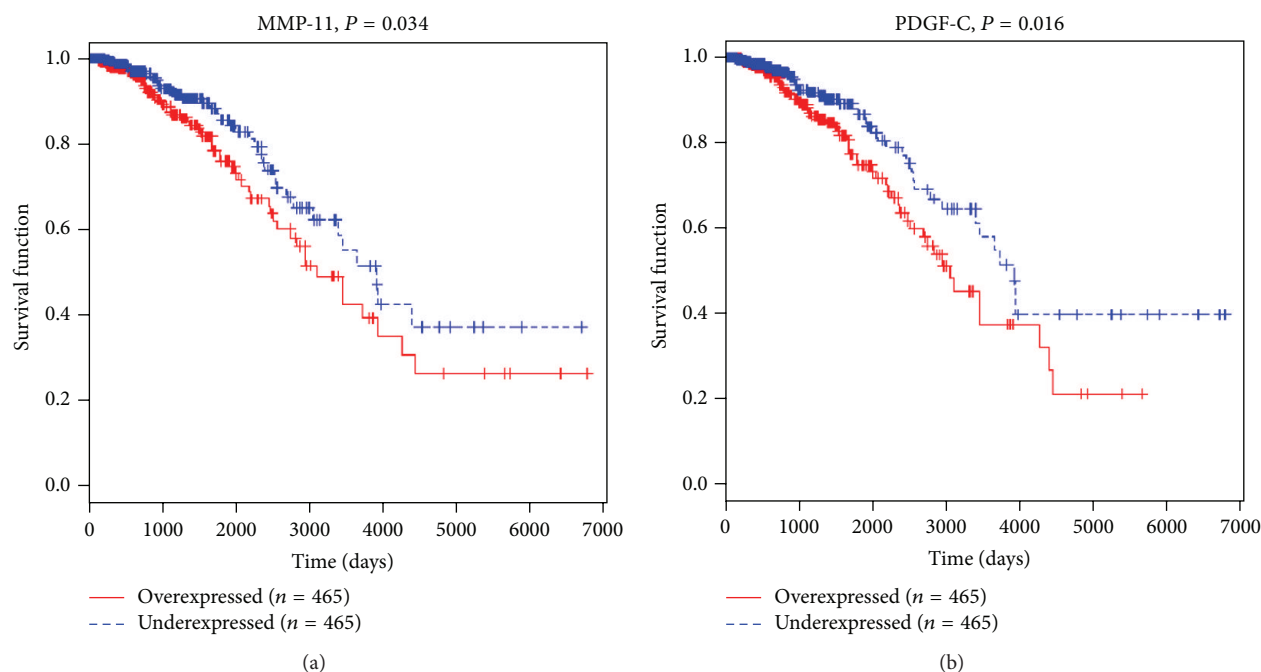 MMP-11, P = 0.034
Survival function
1.0
0.8
0.6
0.4
0.2
0.0
0 1000 2000 3000 4000 5000 6000 7000
Time (days)
Overexpressed (n = 465)
Underexpressed (n = 465)
(a)
PDGF-C, P = 0.016
Survival function
1.0
0.8
0.6
0.4
0.2
0.0
0 1000 2000 3000 4000 5000 6000 7000
Time (days)
Overexpressed (n = 465)
Underexpressed (n = 465)
(b)